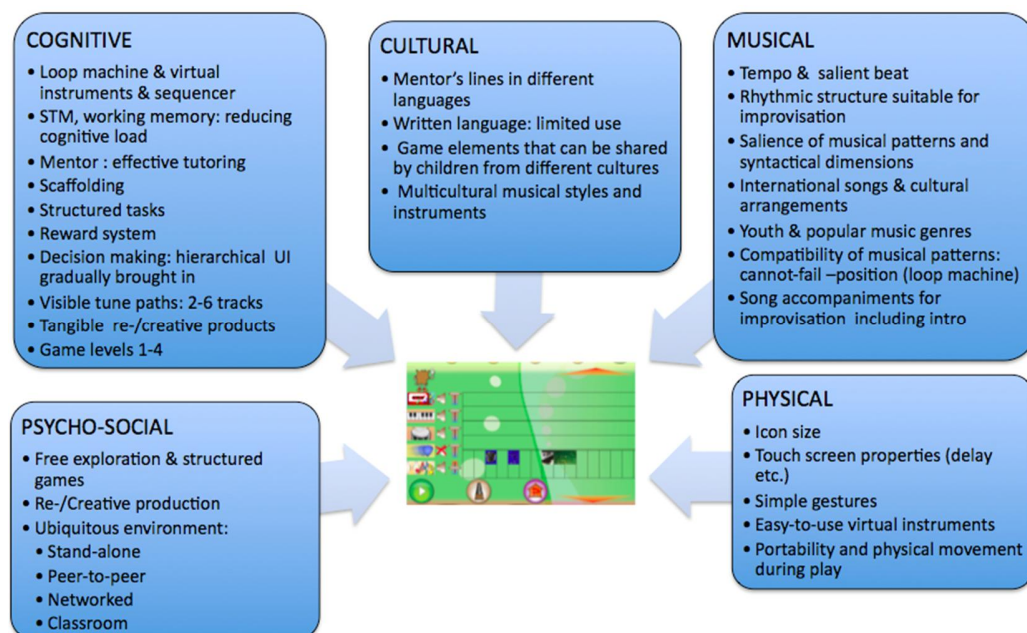 COGNITIVE
• Loop machine & virtual
instruments & sequencer
• STM, working memory: reducing
cognitive load
• Mentor : effective tutoring
• Scaffolding
• Structured tasks
• Reward system
• Decision making: hierarchical UI
gradually brought in
• Visible tune paths: 2-6 tracks
• Tangible re-/creative products
• Game levels 1-4
CULTURAL
• Mentor's lines in different
languages
• Written language: limited use
• Game elements that can be shared
by children from different cultures
• Multicultural musical styles and
instruments
MUSICAL
• Tempo & salient beat
• Rhythmic structure suitable for
improvisation
• Salience of musical patterns and
syntactical dimensions
• International songs & cultural
arrangements
• Youth & popular music genres
• Compatibility of musical patterns:
cannot-fail –position (loop machine)
• Song accompaniments for
improvisation including intro
PSYCHO-SOCIAL
• Free exploration & structured
games
• Re-/Creative production
• Ubiquitous environment:
• Stand-alone
• Peer-to-peer
• Networked
• Classroom
PHYSICAL
• Icon size
• Touch screen properties (delay
etc.)
• Simple gestures
• Easy-to-use virtual instruments
• Portability and physical movement
during play